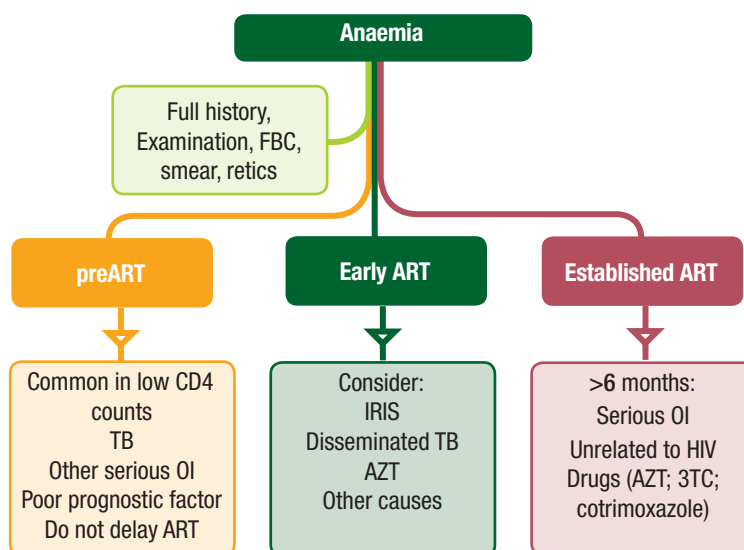 Anaemia
Full history,
Examination, FBC,
smear, retics
preART
Early ART
Established ART
Common in low CD4
counts
TB
Other serious OI
Poor prognostic factor
Do not delay ART
Consider:
IRIS
Disseminated TB
AZT
Other causes
>6 months:
Serious OI
Unrelated to HIV
Drugs (AZT; 3TC;
cotrimoxazole)